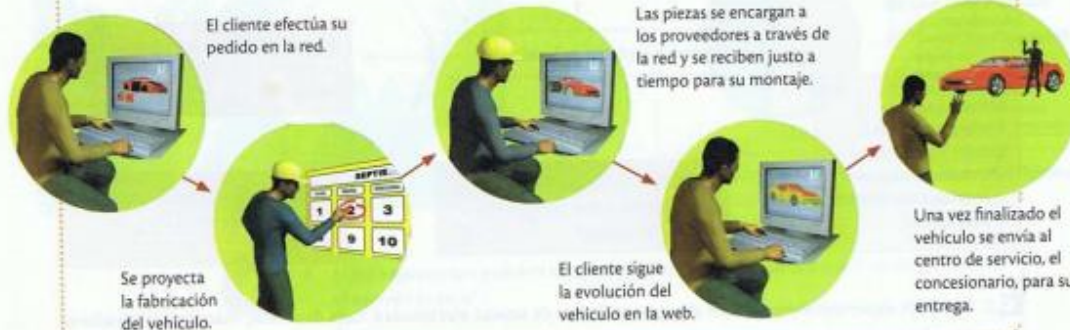 El cliente efectúa su
pedido en la red.
Se proyecta
la fabricación
del vehículo.
SEPTIE
1 2 3
9 10
Las piezas se encargan a
los proveedores a través de
la red y se reciben justo a
tiempo para su montaje.
El cliente sigue
la evolución del
vehículo en la web.
Una vez finalizado el
vehículo se envía al
centro de servicio, el
concesionario, para su
entrega.